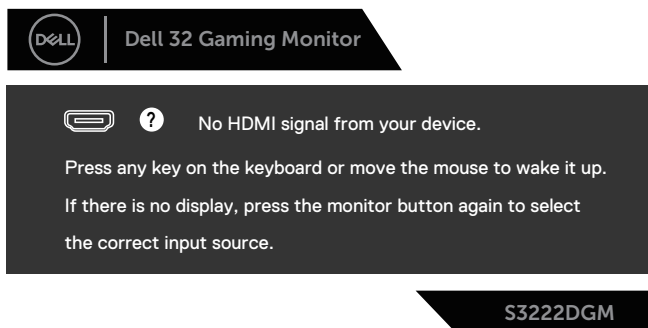 DELL
Dell 32 Gaming Monitor
?
No HDMI signal from your device.
Press any key on the keyboard or move the mouse to wake it up.
If there is no display, press the monitor button again to select
the correct input source.
S3222DGM